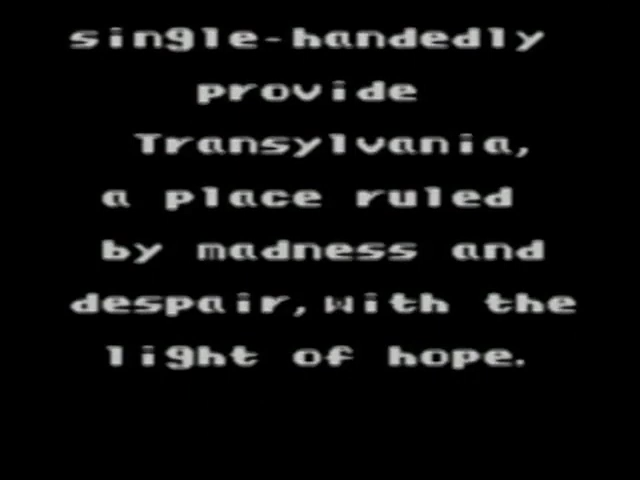 single-handedly
provide
Transylvania,
a place ruled
by madness and
despair,with the
light of hope.